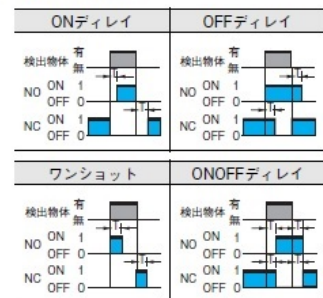 ONディレイ
検出物体 有
無
T
NO ON 1
OFF 0
T
NC ON 1
OFF 0
OFFディレイ
検出物体 有
無
T
NO ON 1
OFF 0
T
NC ON 1
OFF 0
ワンショット
検出物体 有
無
T
NO ON 1
OFF 0
T
NC ON 1
OFF 0
ONOFFディレイ
検出物体 有
無
T T
NO ON 1
OFF 0
T T
NC ON 1
OFF 0